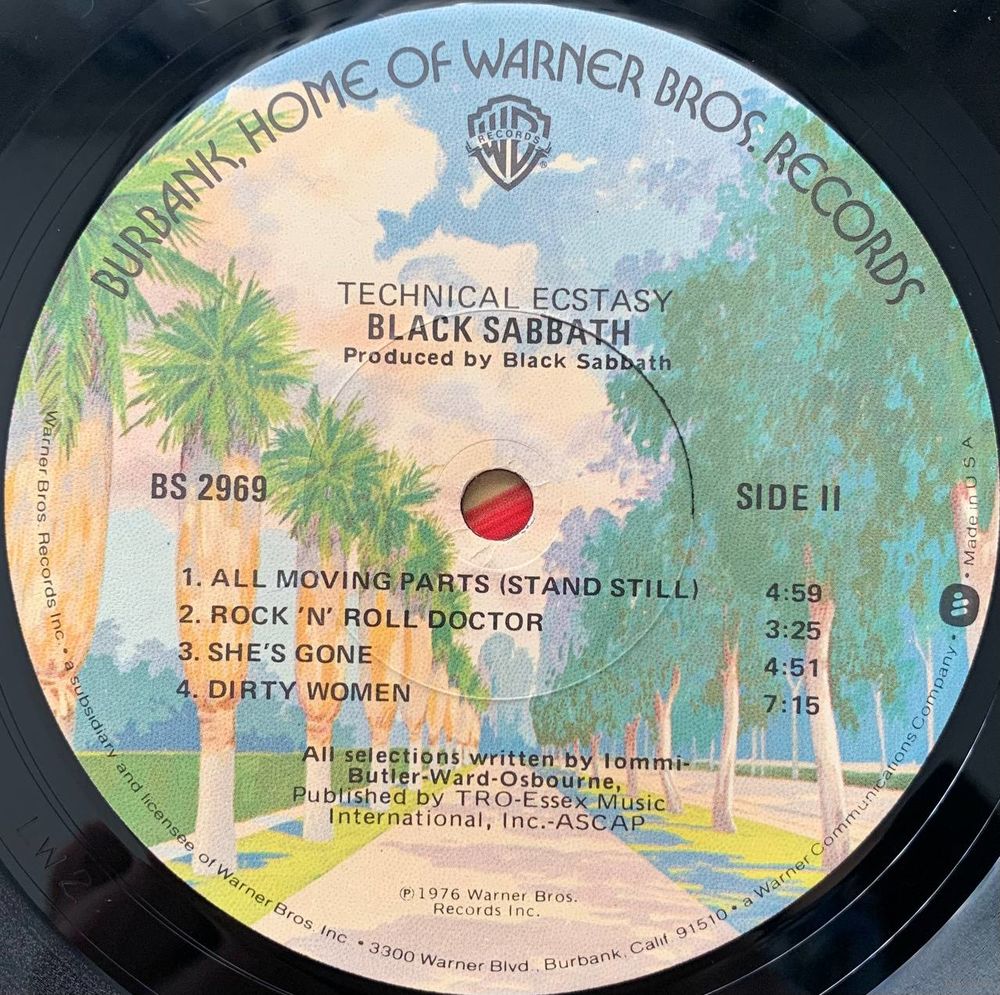 BURBANK, HOME OF WARNER BROS. RECORDS
RECORDS
TECHNICAL ECSTASY
BLACK SABBATH
Produced by Black Sabbath
BS 2969
SIDE II
1. ALL MOVING PARTS (STAND STILL) 4:59
2. ROCK 'N' ROLL DOCTOR 3:25
3. SHE'S GONE 4:51
4. DIRTY WOMEN 7:15
All selections written by Iommi-
Butler-Ward-Osbourne,
Published by TRO-Essex Music
International, Inc.-ASCAP
℗1976 Warner Bros.
Records Inc.
Warner Bros. Records Inc. • a subsidiary and licensee of Warner Bros. Inc. • 3300 Warner Blvd., Burbank, Calif. 91510 • a Warner Communications Company • • Made in U S A